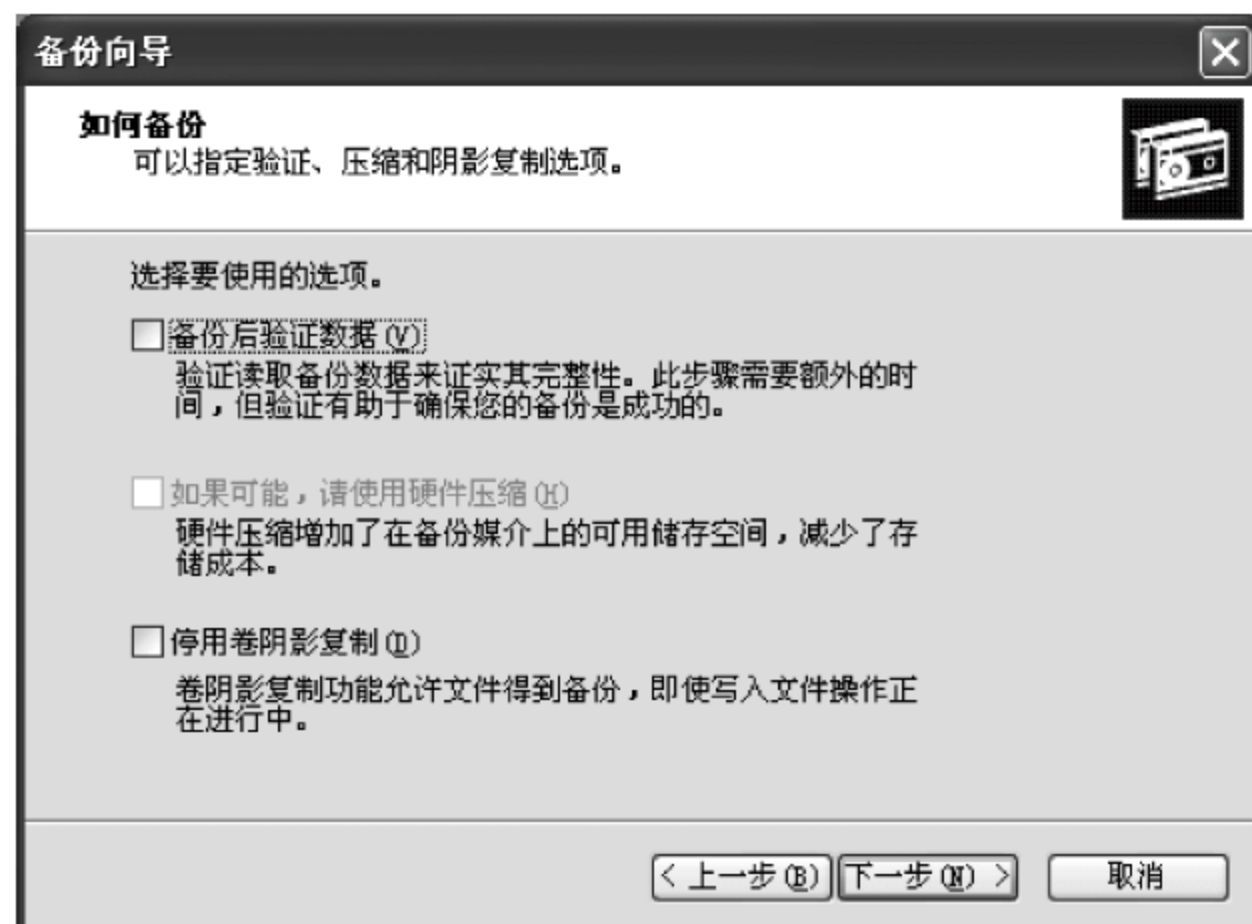 备份向导
如何备份
可以指定验证、压缩和阴影复制选项。
选择要使用的选项。
备份后验证数据(V)
验证读取备份数据来证实其完整性。此步骤需要额外的时
间，但验证有助于确保您的备份是成功的。
如果可能，请使用硬件压缩(H)
硬件压缩增加了在备份媒介上的可用储存空间，减少了存
储成本。
停用卷阴影复制(D)
卷阴影复制功能允许文件得到备份，即使写入文件操作正
在进行中。
< 上一步(B) 下一步(N) > 取消